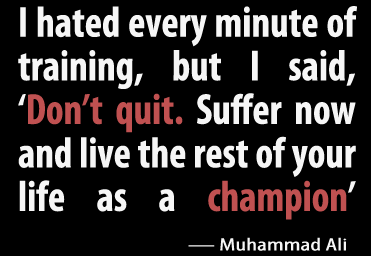 I hated every minute of
training, but I said,
‘Don’t quit. Suffer now
and live the rest of your
life as a champion’
— Muhammad Ali